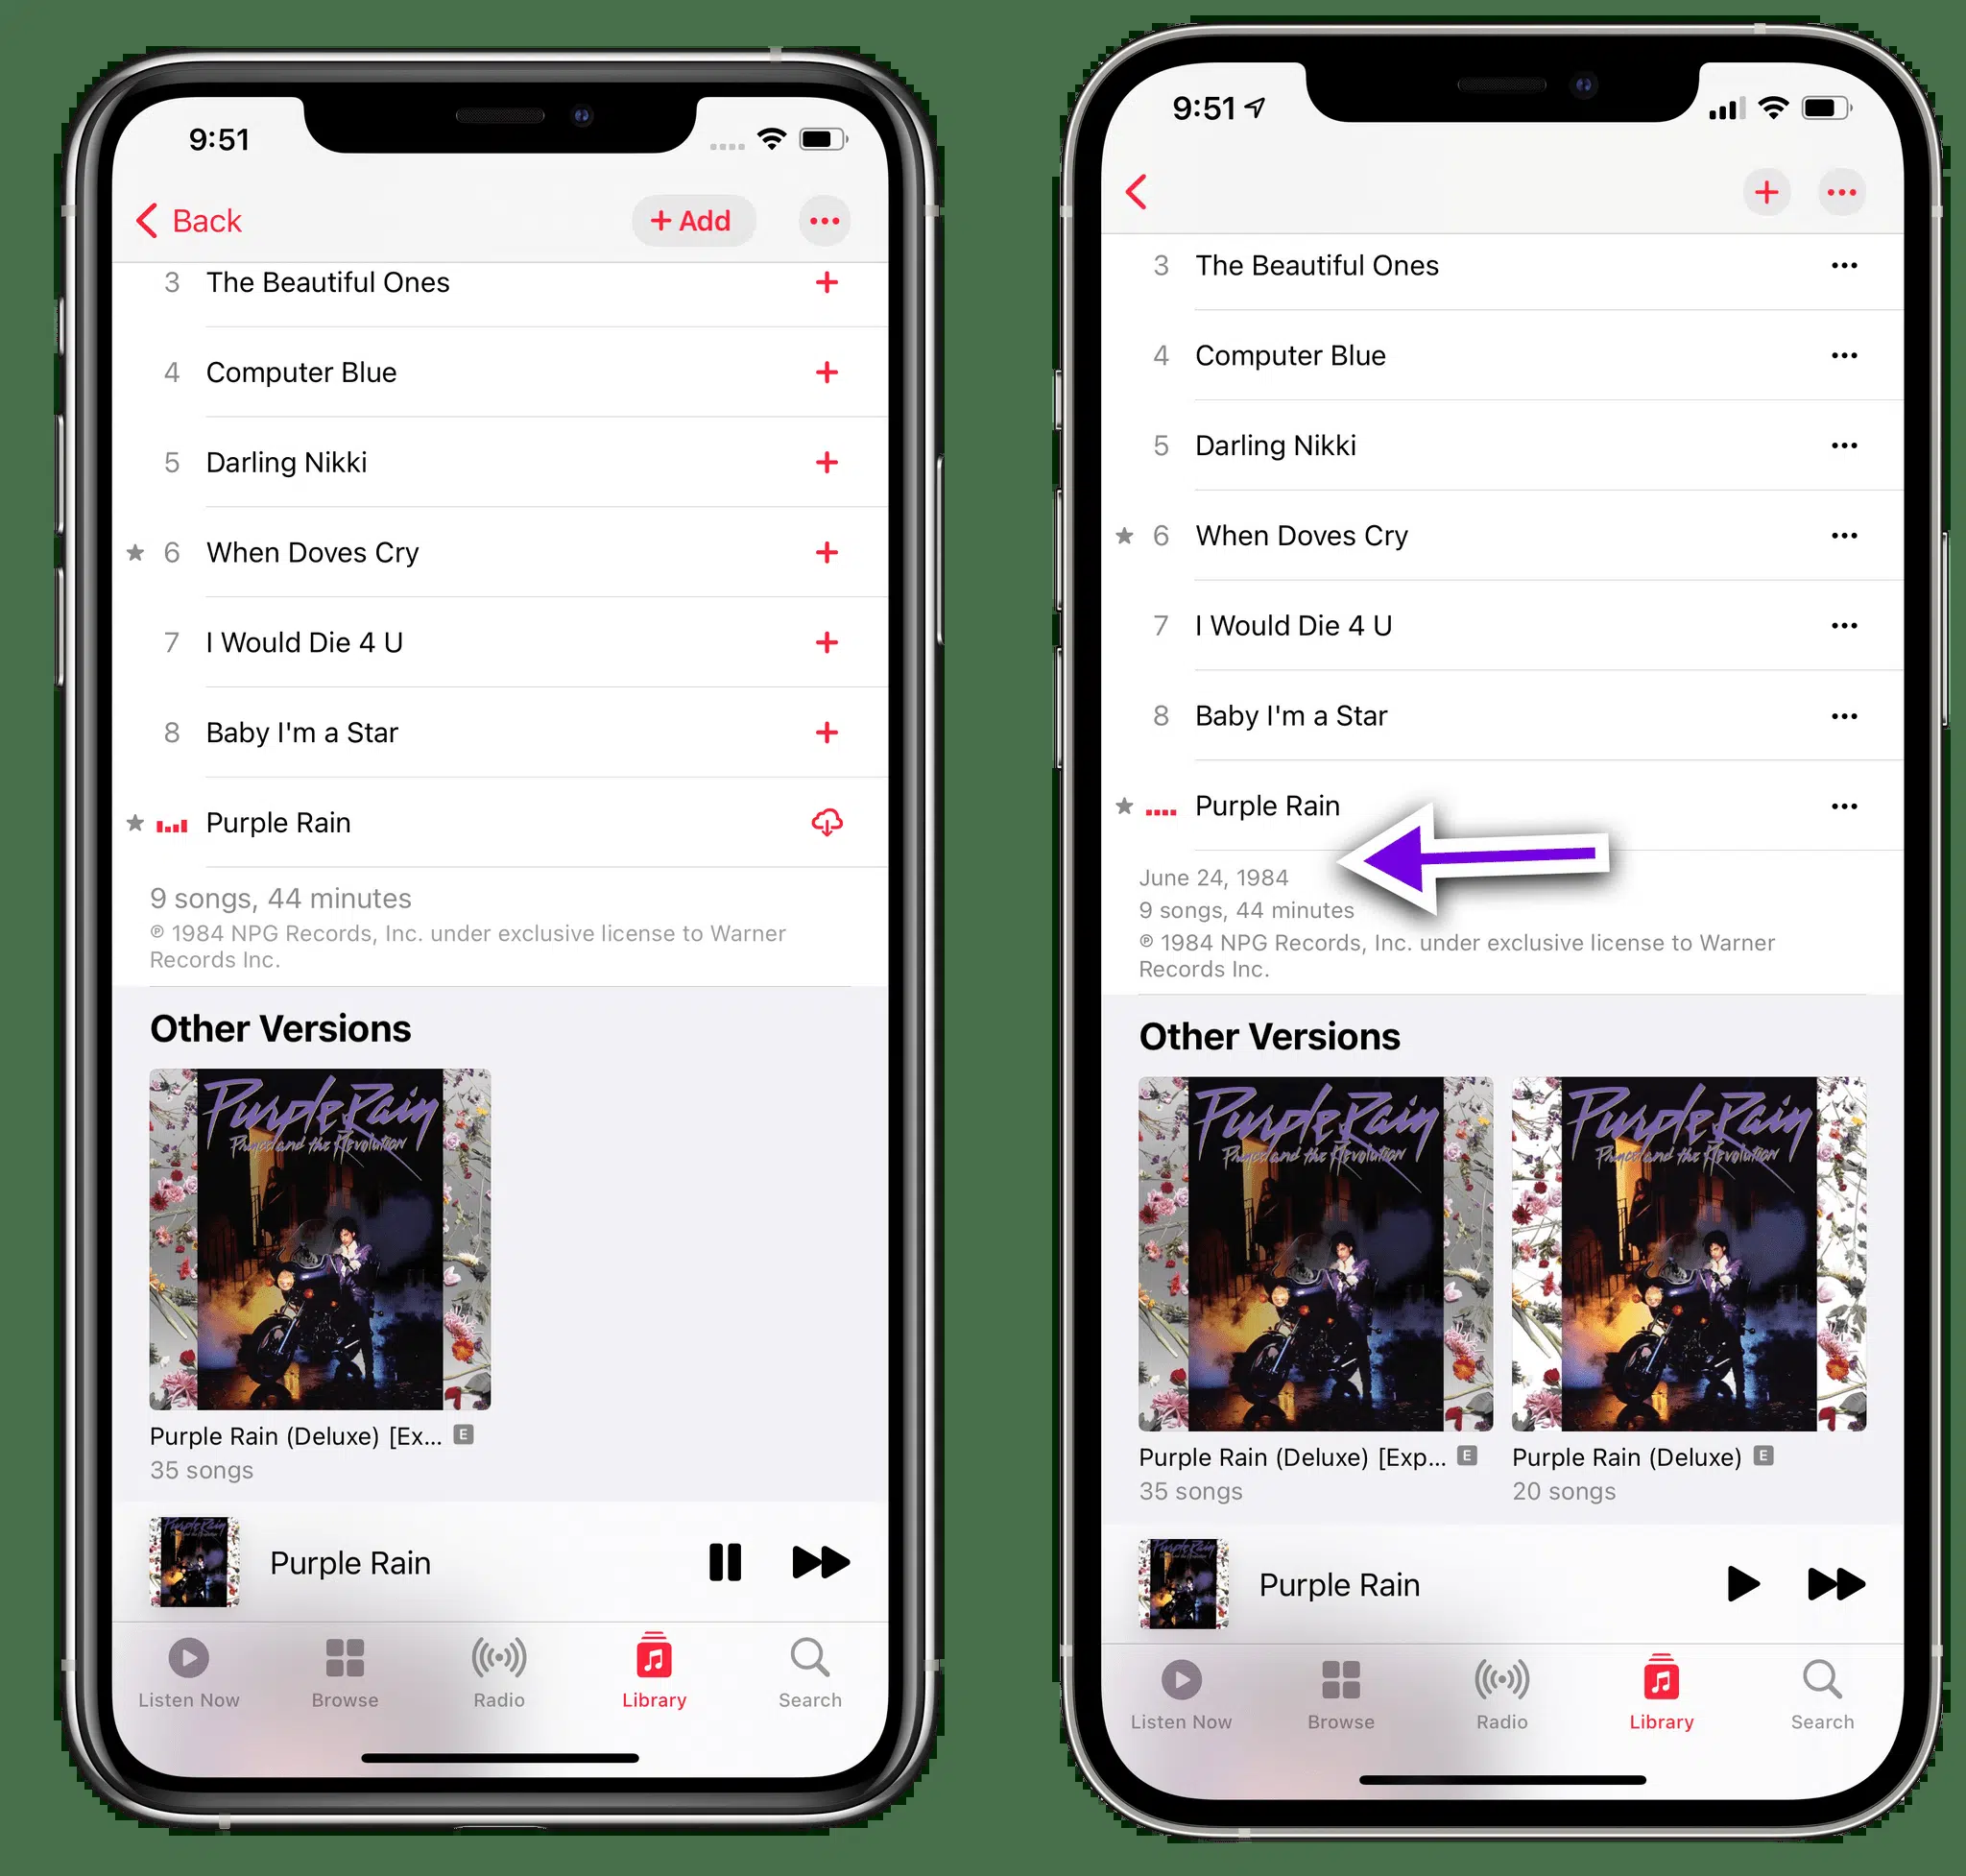 9:51
Back
+ Add
3 The Beautiful Ones
4 Computer Blue
5 Darling Nikki
6 When Doves Cry
7 I Would Die 4 U
8 Baby I'm a Star
Purple Rain
9 songs, 44 minutes
℗ 1984 NPG Records, Inc. under exclusive license to Warner
Records Inc.
Other Versions
Purple Rain
Prince and the Revolution
Purple Rain (Deluxe) [Ex... E
35 songs
Purple Rain
Purple Rain
Listen Now
Browse
Radio
Library
Search
9:51
3 The Beautiful Ones
4 Computer Blue
5 Darling Nikki
6 When Doves Cry
7 I Would Die 4 U
8 Baby I'm a Star
Purple Rain
June 24, 1984
9 songs, 44 minutes
℗ 1984 NPG Records, Inc. under exclusive license to Warner
Records Inc.
Other Versions
Purple Rain
Prince and the Revolution
Purple Rain
Prince and the Revolution
Purple Rain (Deluxe) [Exp... E
35 songs
Purple Rain (Deluxe) E
20 songs
Purple Rain
Purple Rain
Listen Now
Browse
Radio
Library
Search